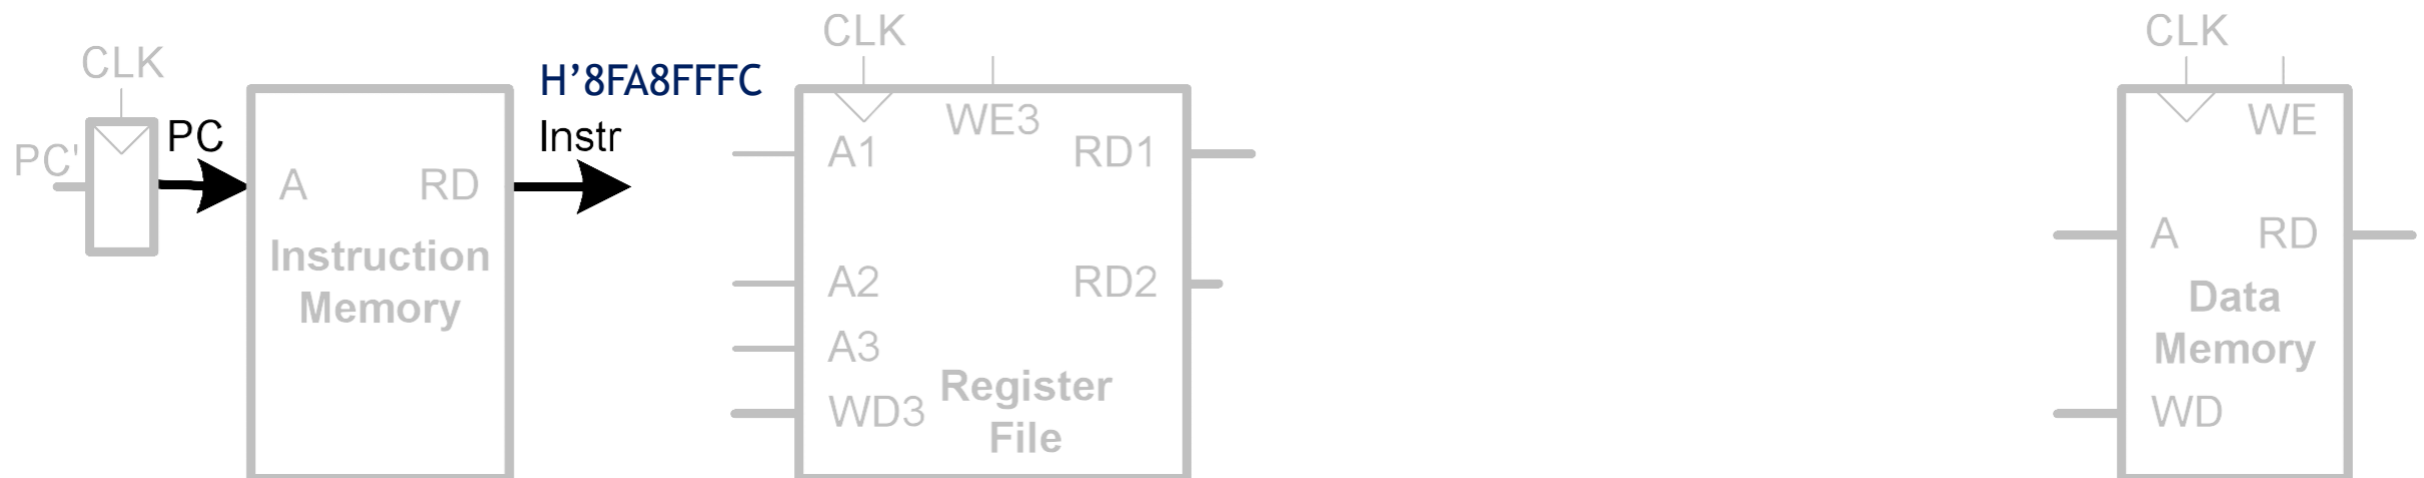 CLK
PC'
PC
A
RD
Instruction
Memory
H’8FA8FFFC
Instr
CLK
WE3
A1
RD1
A2
RD2
A3
WD3
Register
File
CLK
WE
A
RD
Data
Memory
WD